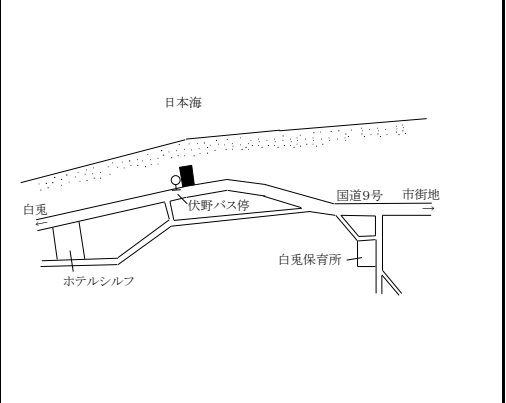 日本海
伏野バス停
国道9号
市街地
→
白兎
←
白兎保育所
ホテルシルフ